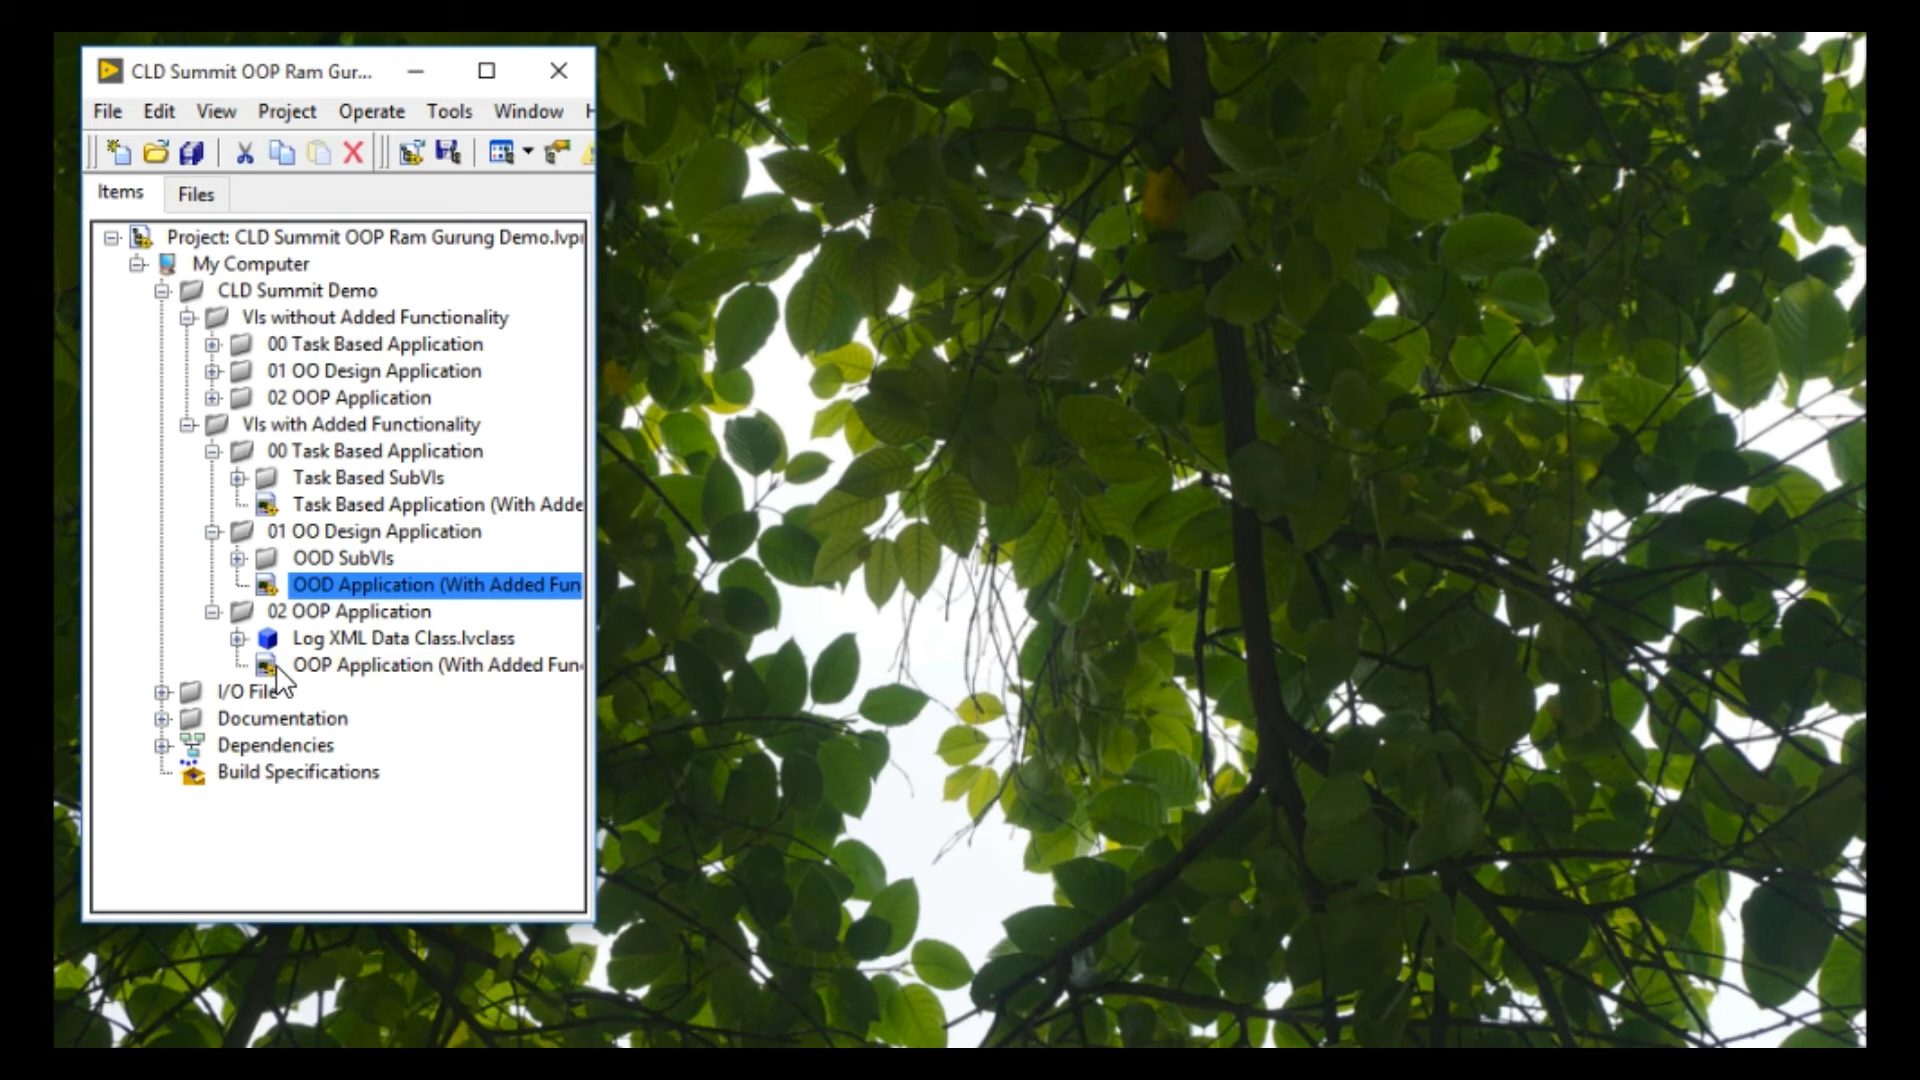 CLD Summit OOP Ram Gur...
File Edit View Project Operate Tools Window
Items Files
Project: CLD Summit OOP Ram Gurung Demo.lvp
My Computer
CLD Summit Demo
VIs without Added Functionality
00 Task Based Application
01 OO Design Application
02 OOP Application
VIs with Added Functionality
00 Task Based Application
Task Based SubVIs
Task Based Application (With Adde
01 OO Design Application
OOD SubVIs
OOD Application (With Added Fun
02 OOP Application
Log XML Data Class.lvclass
OOP Application (With Added Fun
I/O File
Documentation
Dependencies
Build Specifications